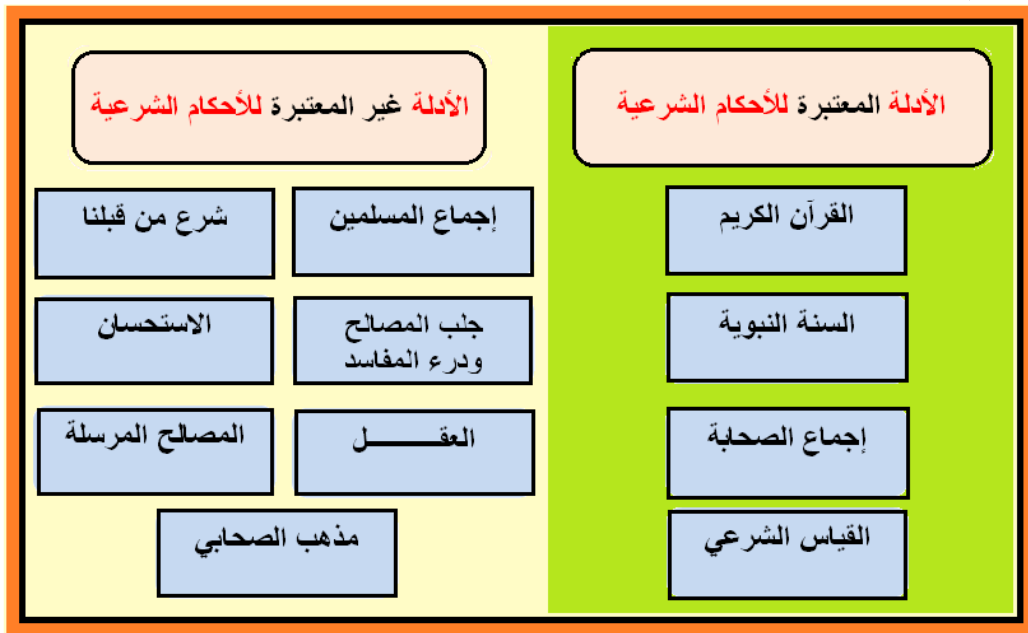 الأدلة المعتبرة للأحكام الشرعية
القرآن الكريم
السنة النبوية
إجماع الصحابة
القياس الشرعي
الأدلة غير المعتبرة للأحكام الشرعية
إجماع المسلمين
شرع من قبلنا
جلب المصالح
ودرء المفاسد
الاستحسان
العقـــــــل
المصالح المرسلة
مذهب الصحابي